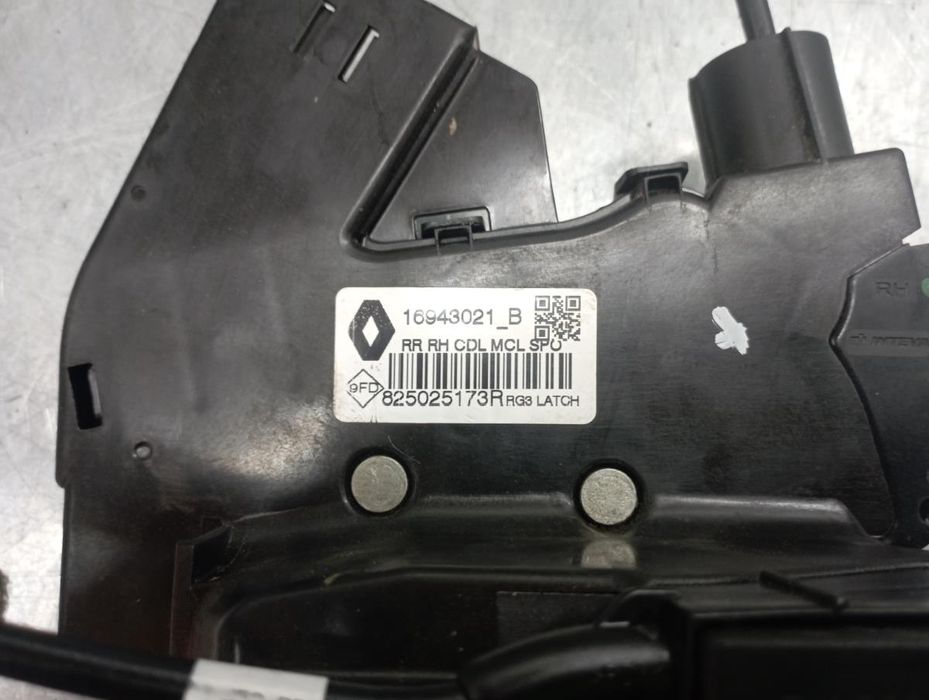 16943021_B
RR RH CDL MCL SPO
9FD
825025173R RG3 LATCH
RH